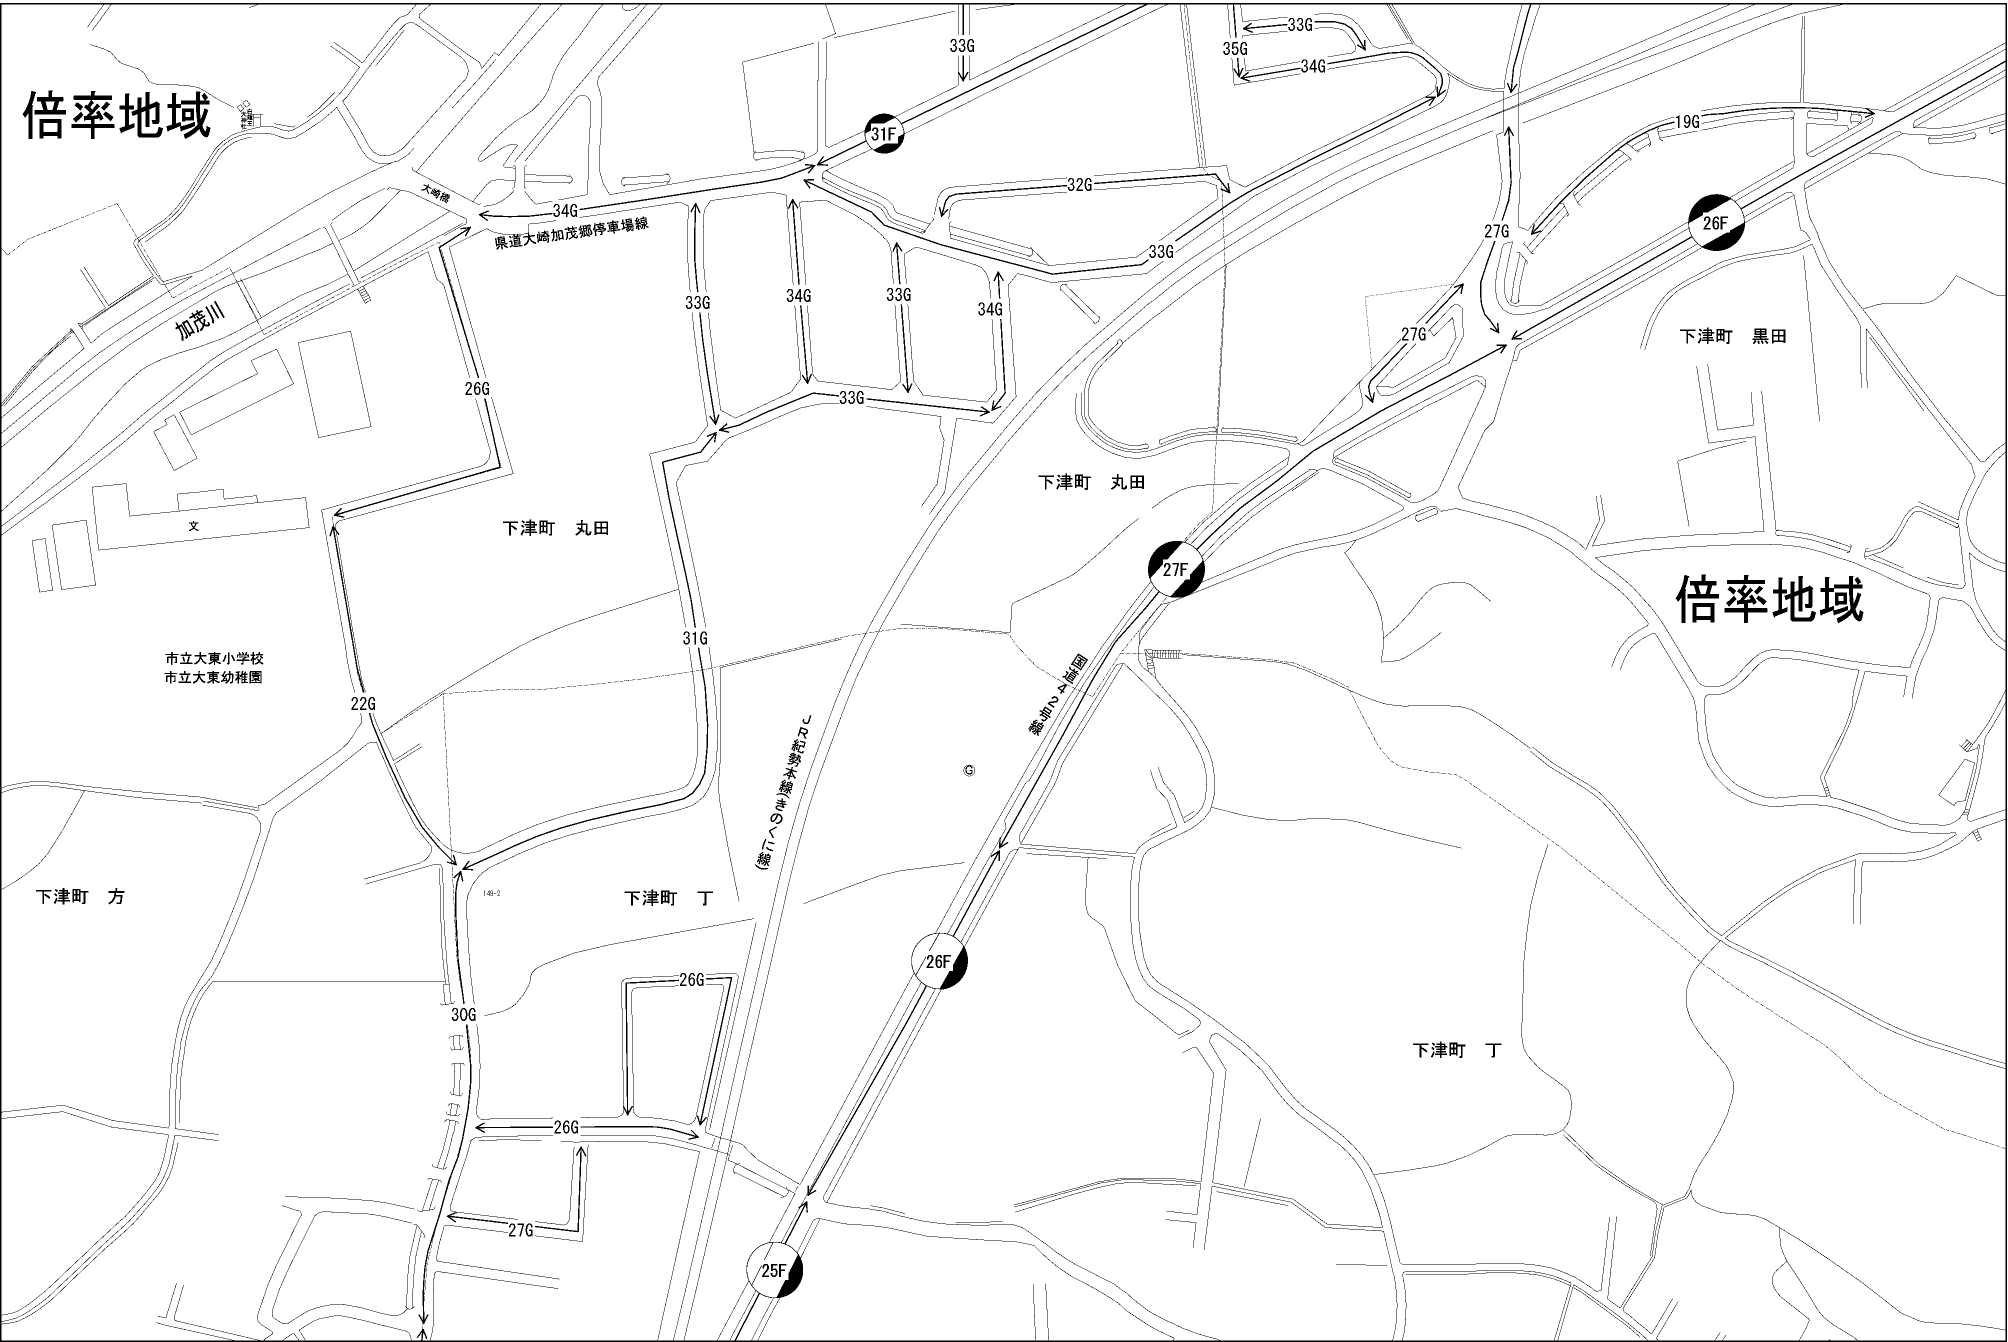 33G
33G
35G
34G
倍率地域
31F
19G
大崎橋
32G
34G
26F
県道大崎加茂郷停車場線
27G
33G
加茂川
33G
34G
33G
34G
27G
下津町 黒田
26G
33G
下津町 丸田
文
下津町 丸田
27F
倍率地域
31G
市立大東小学校
市立大東幼稚園
国道42号線
22G
JR紀勢本線(きのくに線)
G
149-2
下津町 方
下津町 丁
26F
26G
30G
下津町 丁
26G
27G
25F